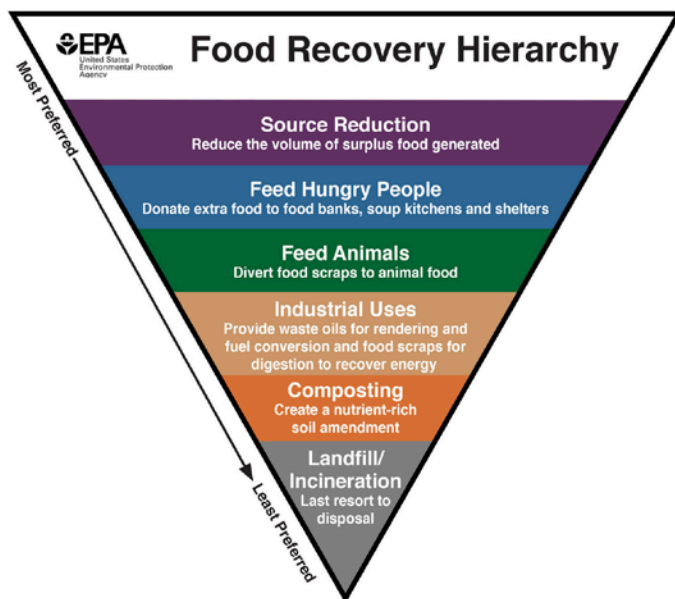 EPA
United States
Environmental Protection
Agency
Food Recovery Hierarchy
Most Preferred
Source Reduction
Reduce the volume of surplus food generated
Feed Hungry People
Donate extra food to food banks, soup kitchens and shelters
Feed Animals
Divert food scraps to animal food
Industrial Uses
Provide waste oils for rendering and
fuel conversion and food scraps for
digestion to recover energy
Composting
Create a nutrient-rich
soil amendment
Landfill/
Incineration
Last resort to
disposal
Least Preferred